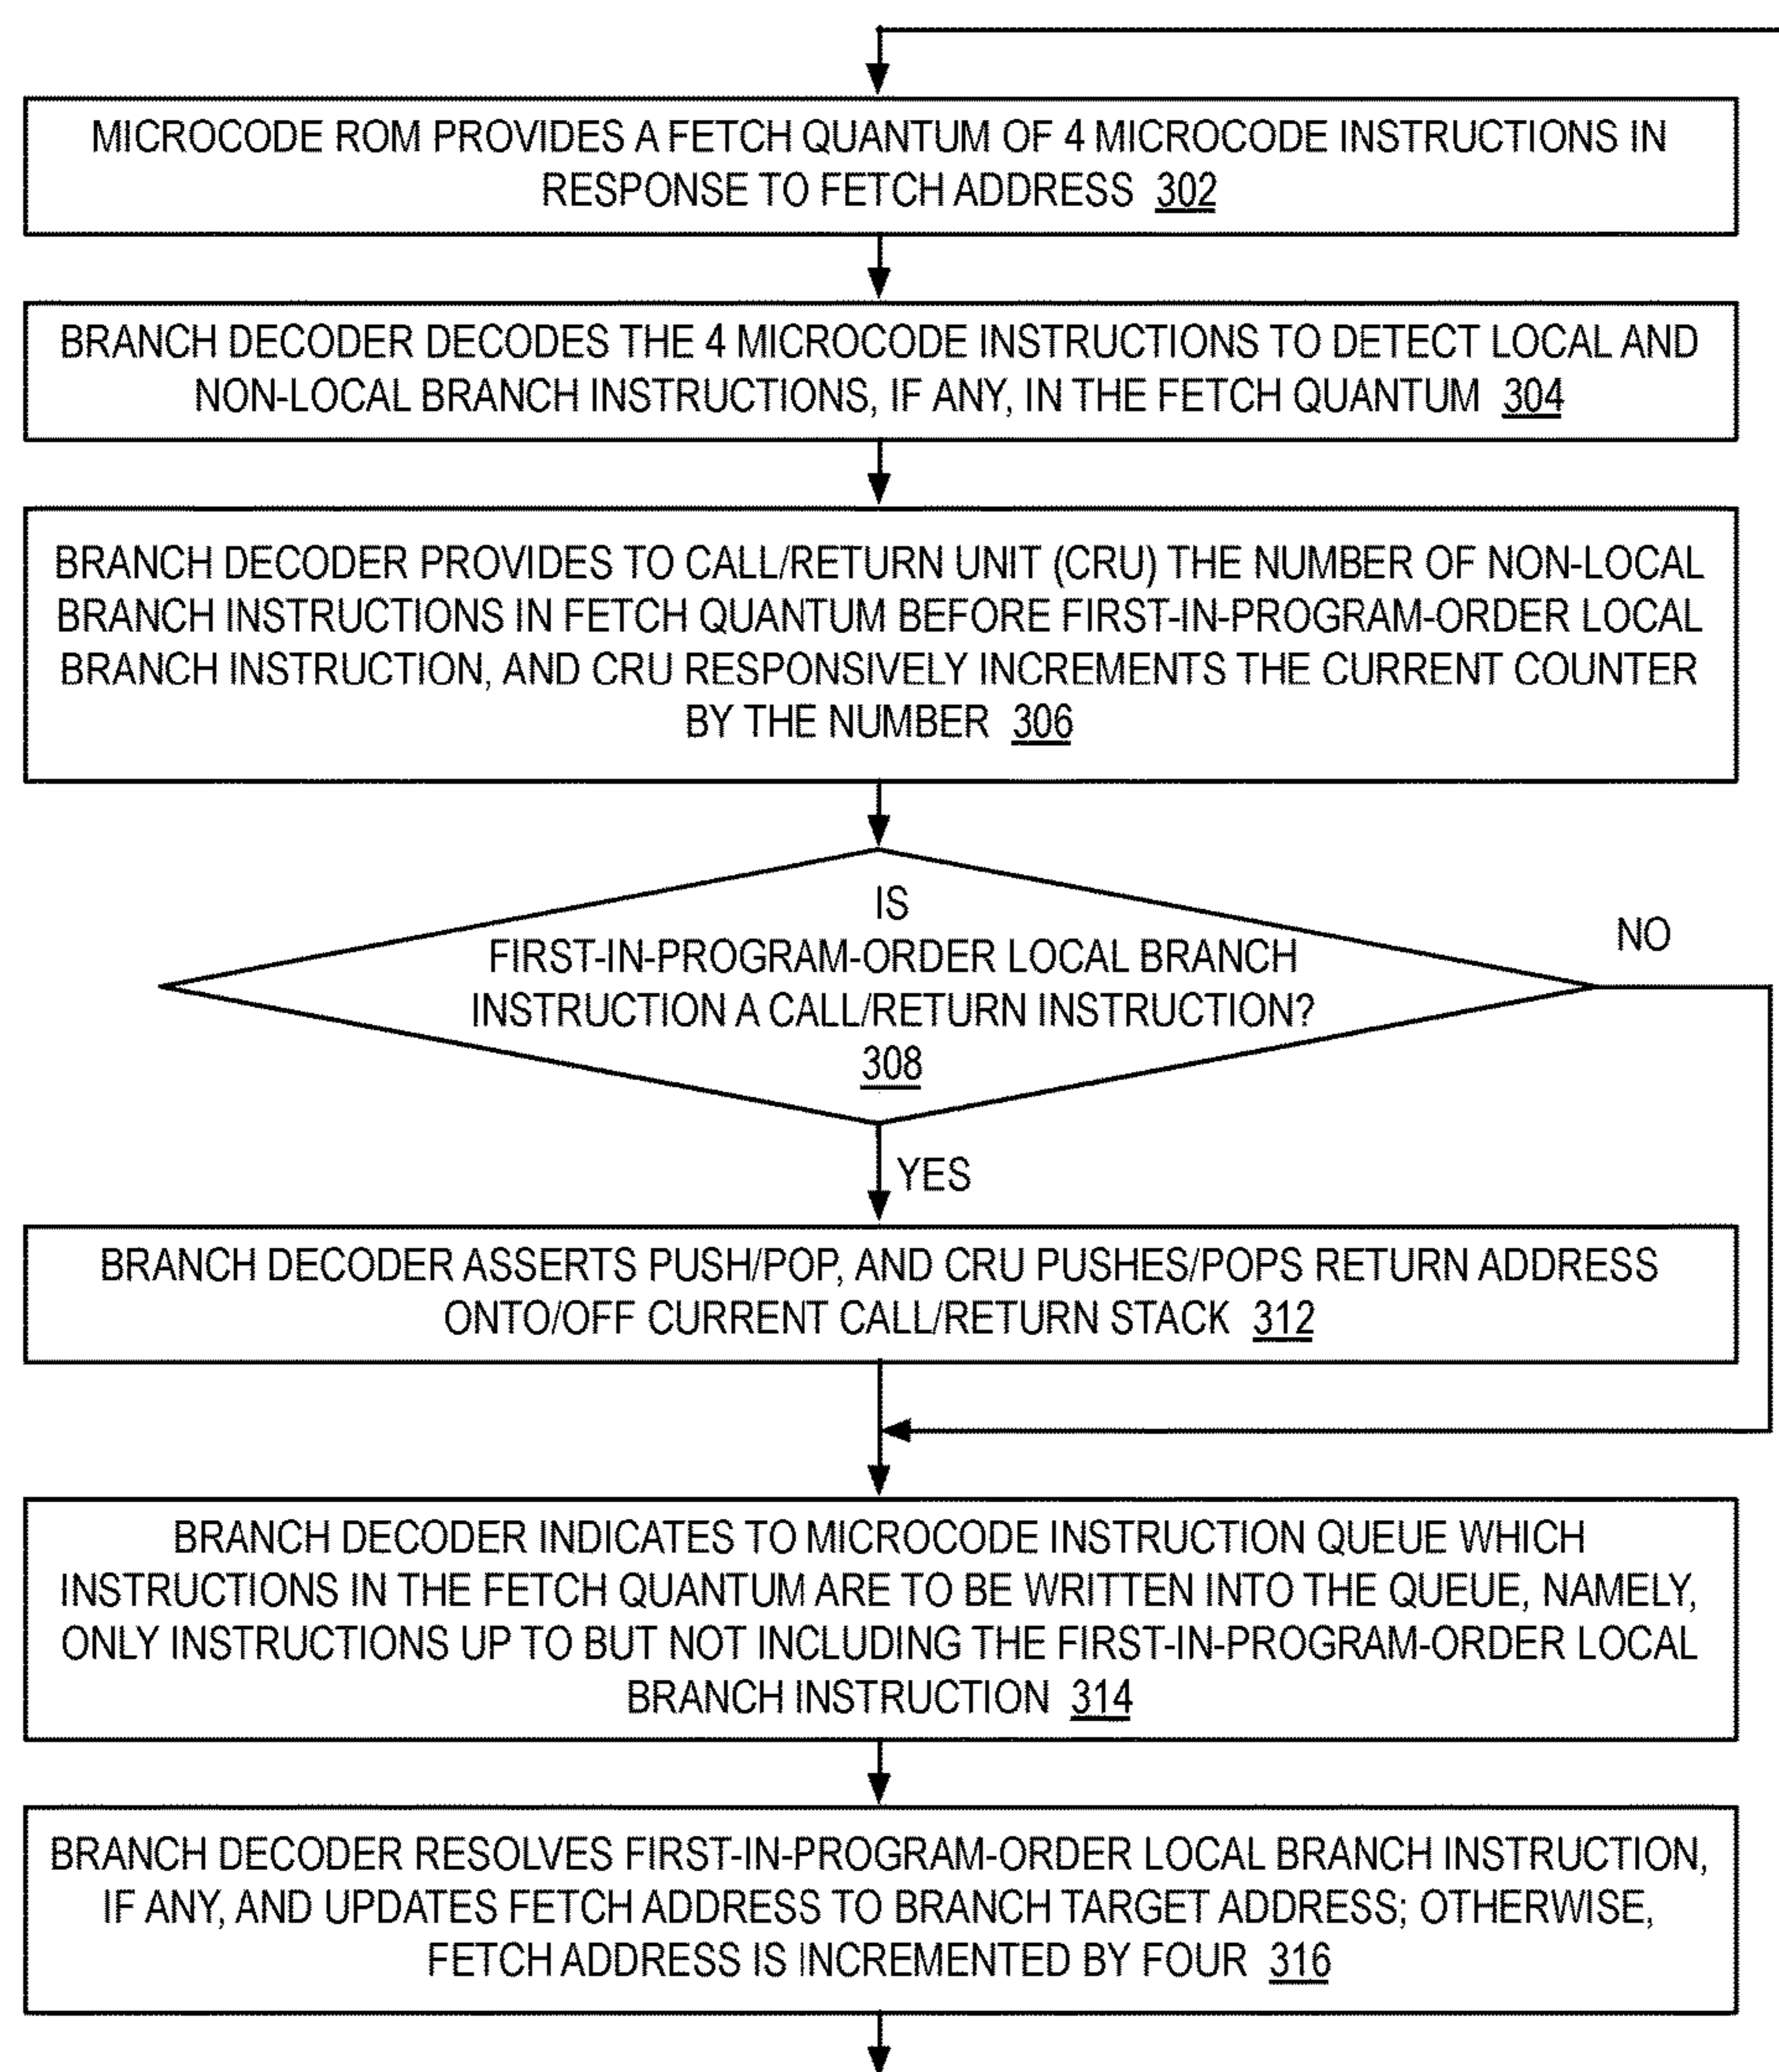 MICROCODE ROM PROVIDES A FETCH QUANTUM OF 4 MICROCODE INSTRUCTIONS IN
RESPONSE TO FETCH ADDRESS 302
BRANCH DECODER DECODES THE 4 MICROCODE INSTRUCTIONS TO DETECT LOCAL AND
NON-LOCAL BRANCH INSTRUCTIONS, IF ANY, IN THE FETCH QUANTUM 304
BRANCH DECODER PROVIDES TO CALL/RETURN UNIT (CRU) THE NUMBER OF NON-LOCAL
BRANCH INSTRUCTIONS IN FETCH QUANTUM BEFORE FIRST-IN-PROGRAM-ORDER LOCAL
BRANCH INSTRUCTION, AND CRU RESPONSIVELY INCREMENTS THE CURRENT COUNTER
BY THE NUMBER 306
IS
FIRST-IN-PROGRAM-ORDER LOCAL BRANCH
INSTRUCTION A CALL/RETURN INSTRUCTION?
308
NO
YES
BRANCH DECODER ASSERTS PUSH/POP, AND CRU PUSHES/POPS RETURN ADDRESS
ONTO/OFF CURRENT CALL/RETURN STACK 312
BRANCH DECODER INDICATES TO MICROCODE INSTRUCTION QUEUE WHICH
INSTRUCTIONS IN THE FETCH QUANTUM ARE TO BE WRITTEN INTO THE QUEUE, NAMELY,
ONLY INSTRUCTIONS UP TO BUT NOT INCLUDING THE FIRST-IN-PROGRAM-ORDER LOCAL
BRANCH INSTRUCTION 314
BRANCH DECODER RESOLVES FIRST-IN-PROGRAM-ORDER LOCAL BRANCH INSTRUCTION,
IF ANY, AND UPDATES FETCH ADDRESS TO BRANCH TARGET ADDRESS; OTHERWISE,
FETCH ADDRESS IS INCREMENTED BY FOUR 316